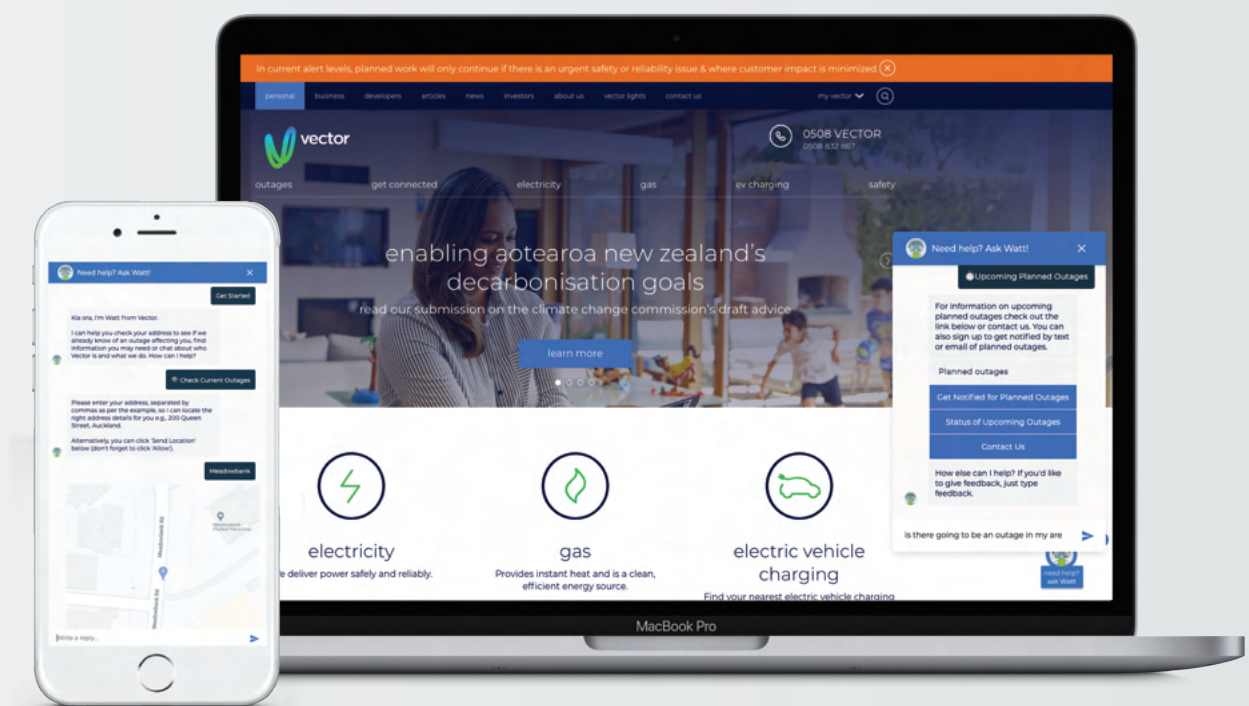 In current alert levels, planned work will only continue if there is an urgent safety or reliability issue & where customer impact is minimized.
personal business developers articles news investors about us vector lights contact us my vector
vector
0508 VECTOR
0508 832 867
outages get connected electricity gas ev charging safety
enabling aotearoa new zealand's
decarbonisation goals
read our submission on the climate change commission's draft advice
learn more
electricity
e deliver power safely and reliably.
gas
Provides instant heat and is a clean,
efficient energy source.
electric vehicle
charging
Find your nearest electric vehicle charging
Need help? Ask Watt!
Upcoming Planned Outages
For information on upcoming
planned outages check out the
link below or contact us. You can
also sign up to get notified by text
or email of planned outages.
Planned outages
Get Notified for Planned Outages
Status of Upcoming Outages
Contact Us
How else can I help? If you'd like
to give feedback, just type
feedback.
is there going to be an outage in my are
need help?
ask Watt
MacBook Pro
Need help? Ask Watt!
Get Started
Kia ora, I'm Watt from Vector.
I can help you check your address to see if we
already know of an outage affecting you, find
information you may need or chat about who
Vector is and what we do. How can I help?
Check Current Outages
Please enter your address, separated by
commas as per the example, so I can locate the
right address details for you e.g., 200 Queen
Street, Auckland.
Alternatively, you can click 'Send Location'
below (don't forget to click 'Allow').
Meadowbank
Meadowbank Rd
Meadowbank Rd
Meadowbank
Write a reply...